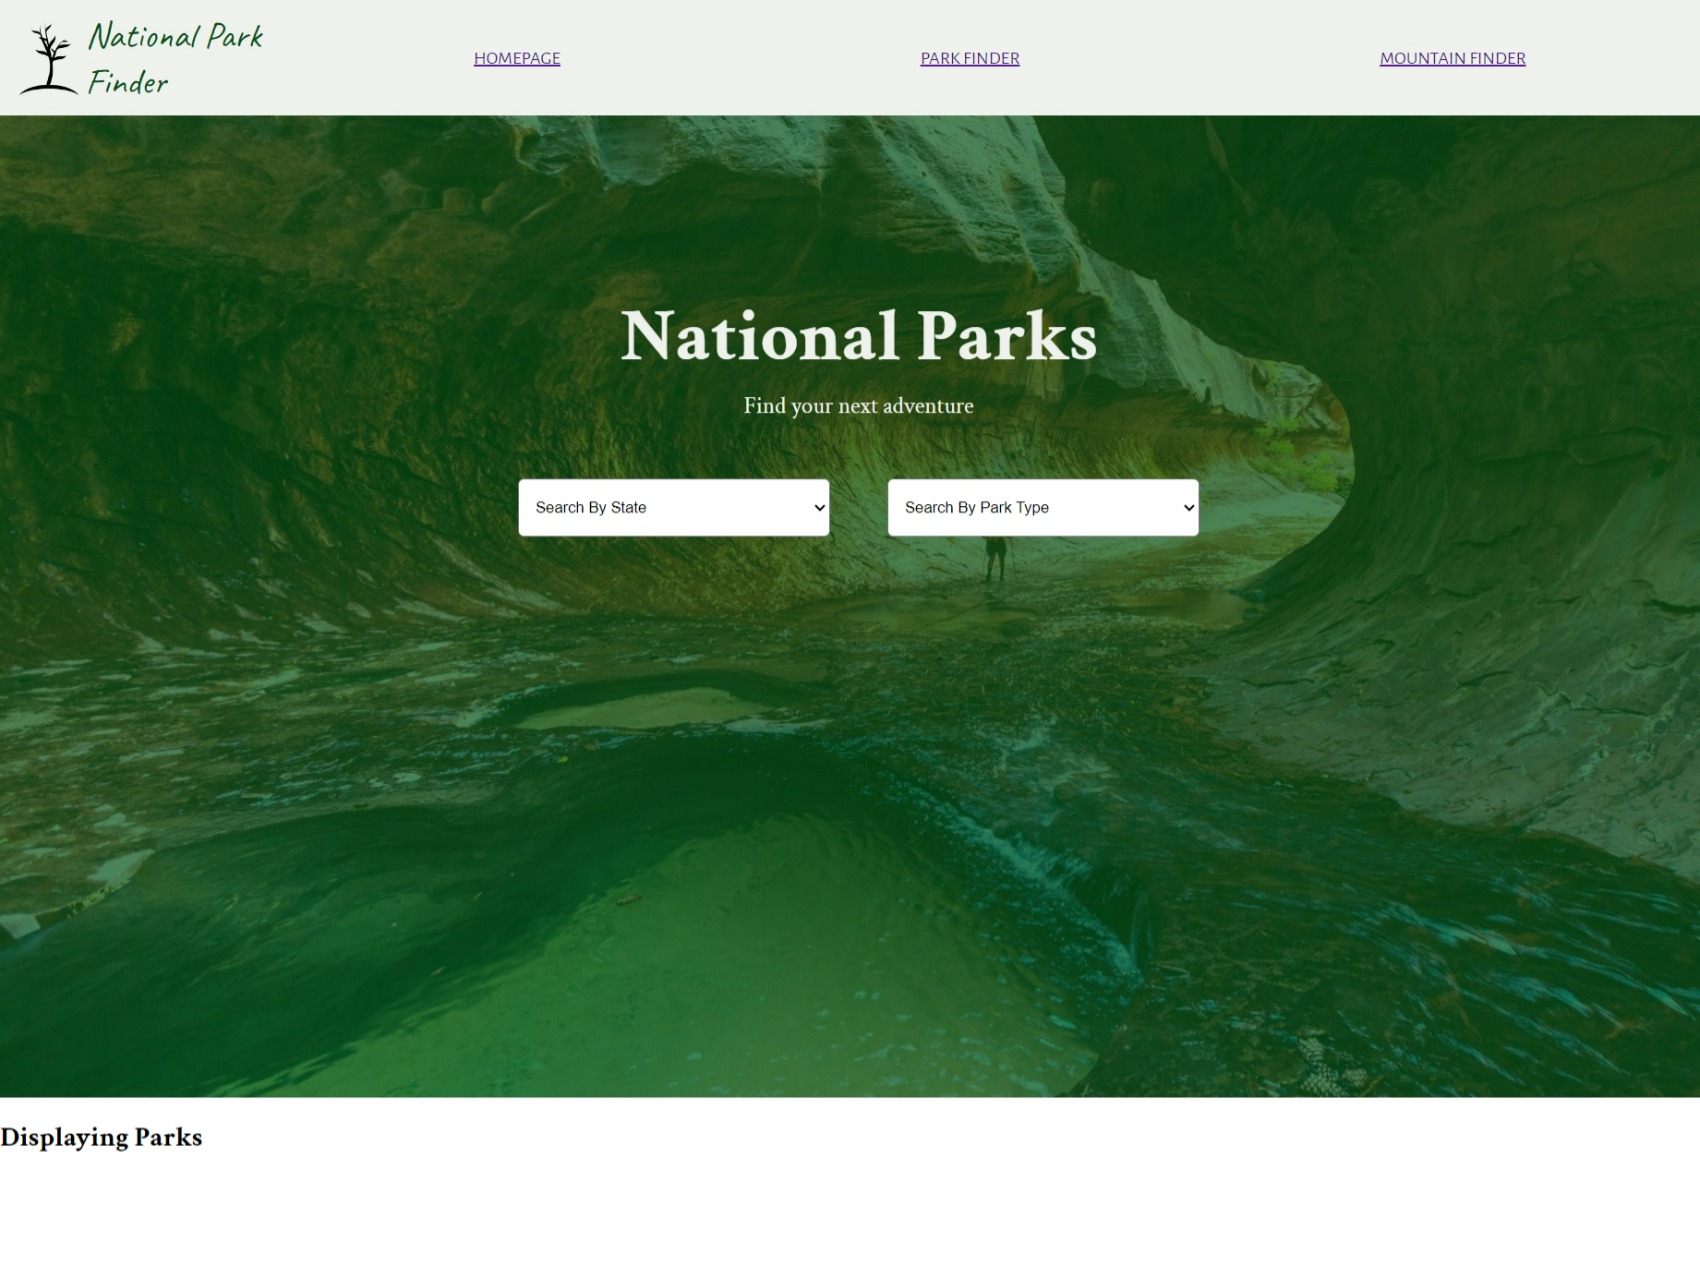 National Park
Finder
HOMEPAGE
PARK FINDER
MOUNTAIN FINDER
National Parks
Find your next adventure
Search By State
Search By Park Type
Displaying Parks